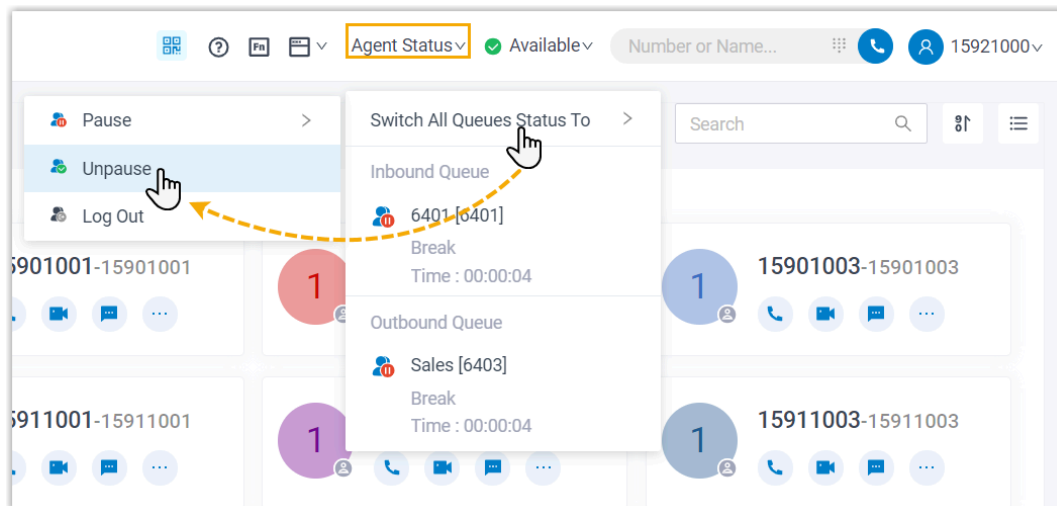 Fn
Agent Status
Available
Number or Name...
15921000
Pause
Unpause
Log Out
Switch All Queues Status To
Inbound Queue
6401 [6401]
Break
Time : 00:00:04
Outbound Queue
Sales [6403]
Break
Time : 00:00:04
Search
5901001-15901001
1
1
15901003-15901003
5911001-15911001
1
1
15911003-15911003